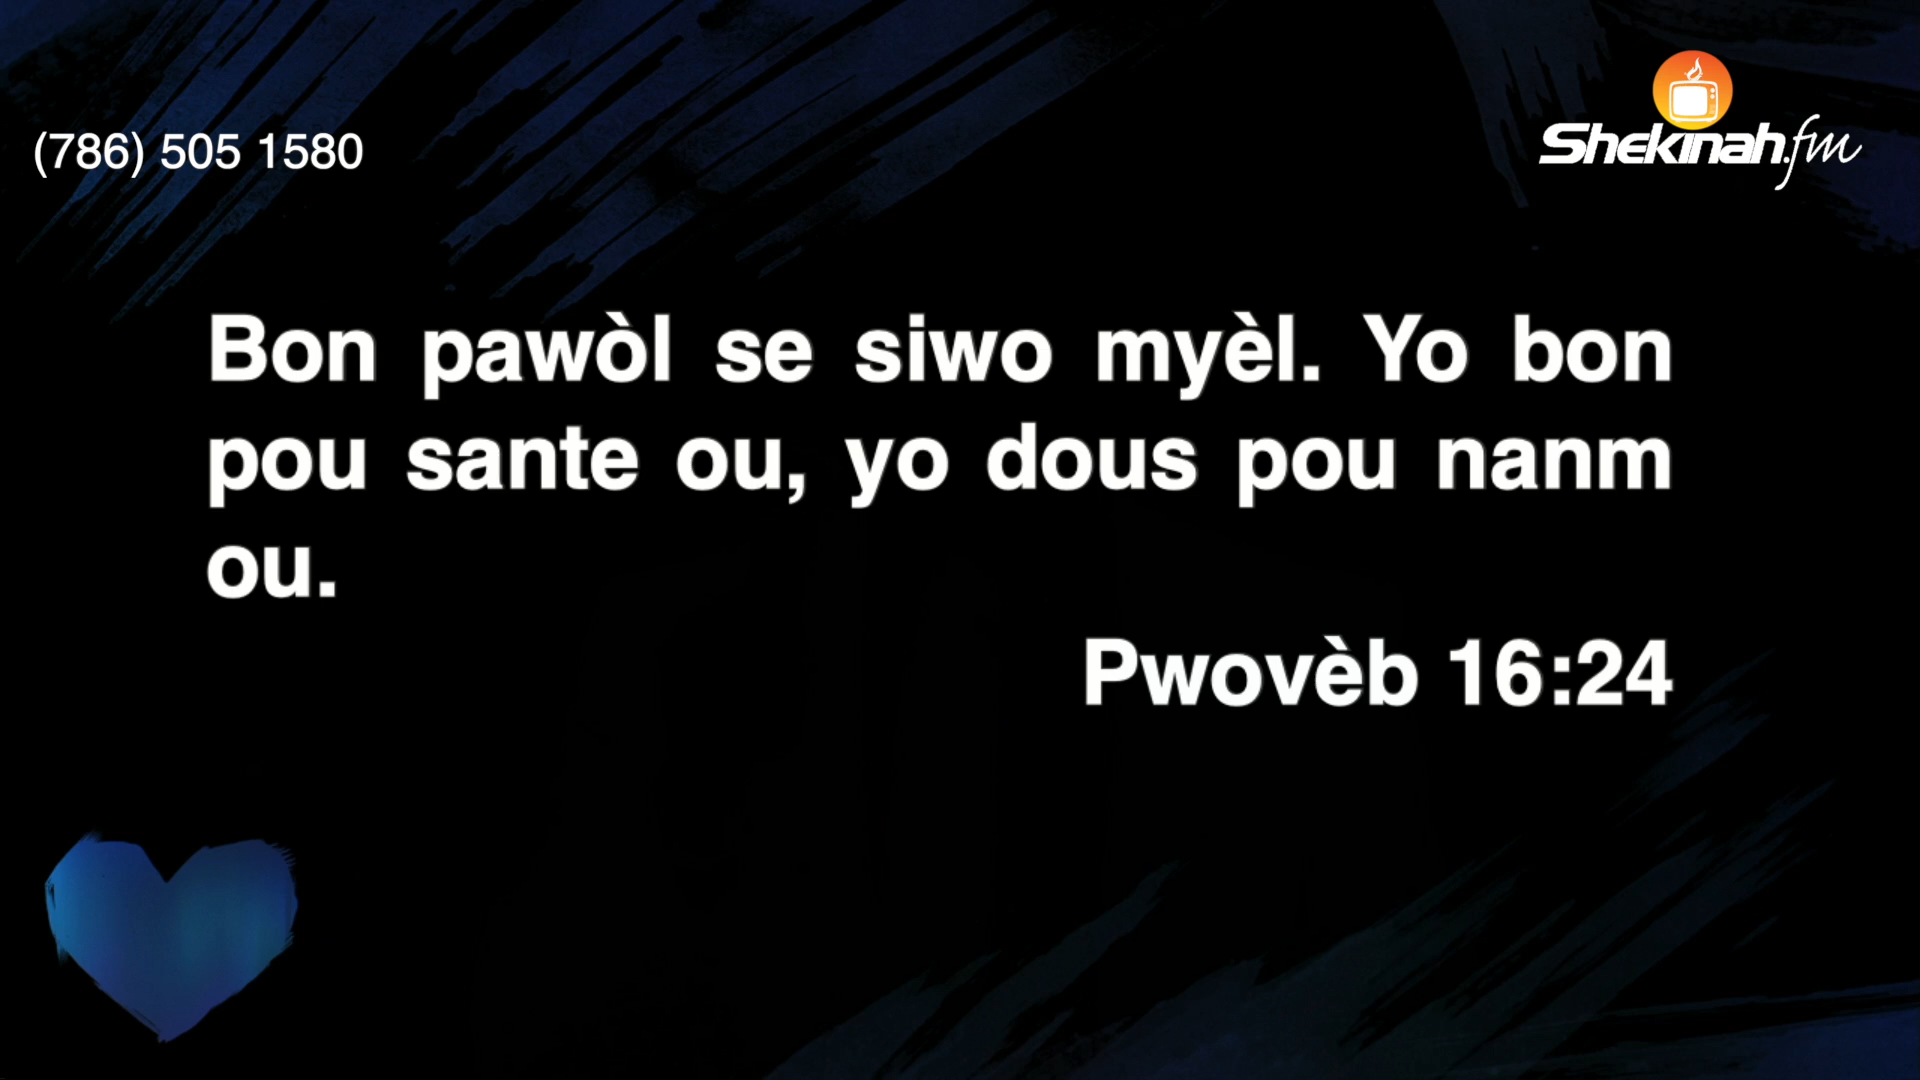 (786) 505 1580
Shekinah.fm
Bon pawòl se siwo myèl. Yo bon
pou sante ou, yo dous pou nanm
ou.
Pwovèb 16:24